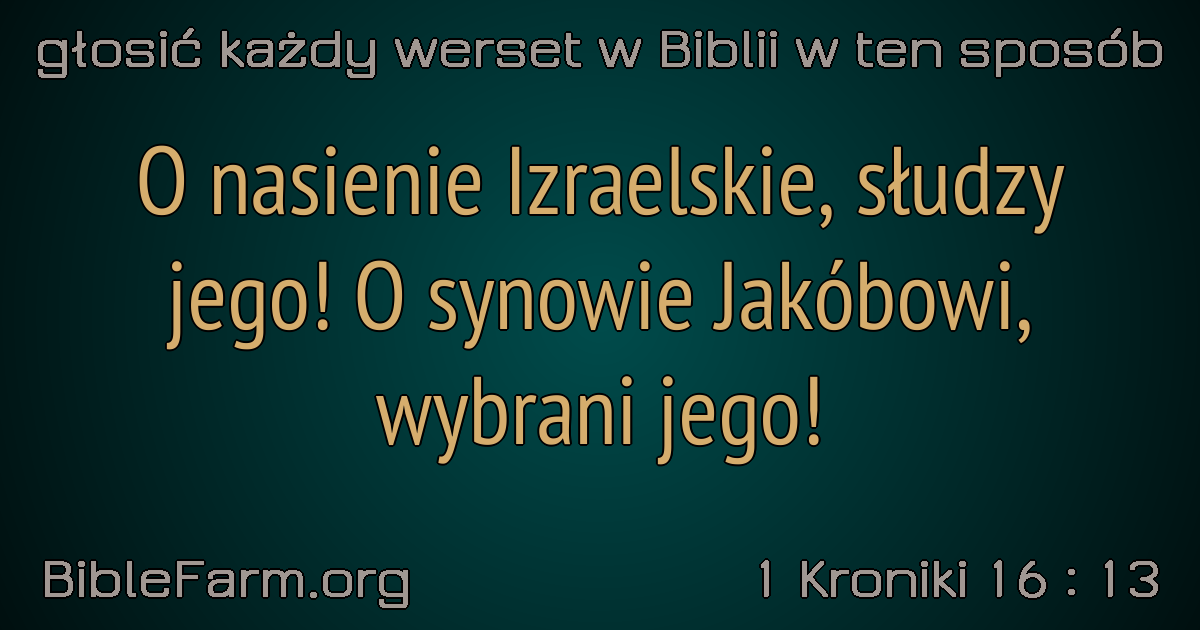 głosić każdy werset w Biblii w ten sposób
O nasienie Izraelskie, słudzy
jego! O synowie Jakóbowi,
wybrani jego!
BibleFarm.org
1 Kroniki 16 : 13